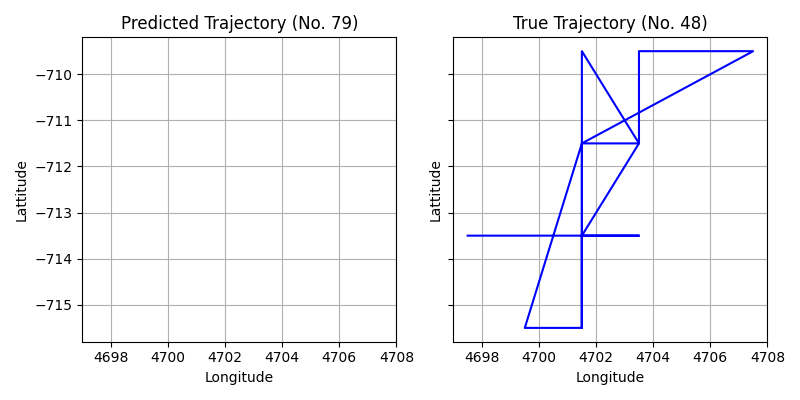 Predicted Trajectory (No. 79)
True Trajectory (No. 48)
−710
−711
−712
−713
−714
−715
Lattitude
Lattitude
4698 4700 4702 4704 4706 4708
4698 4700 4702 4704 4706 4708
Longitude
Longitude